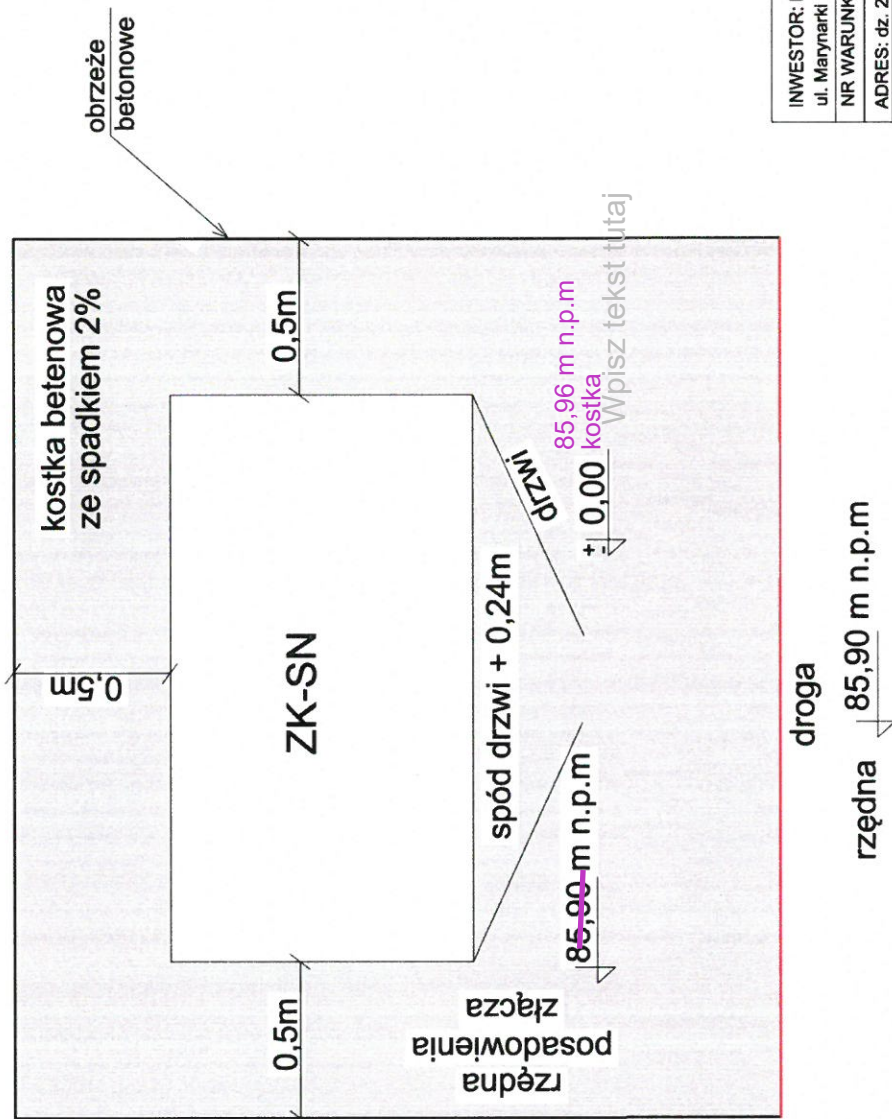 obrzeże
betonowe
kostka betenowa
ze spadkiem 2%
0,5m
0,5m
ZK-SN
0,5m
spód drzwi + 0,24m
drzwi
85,96 m n.p.m
kostka
Wpisz tekst tutaj
± 0,00
85,90 m n.p.m
rzędna
posadowienia
złącza
droga
rzędna 85,90 m n.p.m
INWESTOR:
ul. Marynarki
NR WARUNK
ADRES: dz. 2